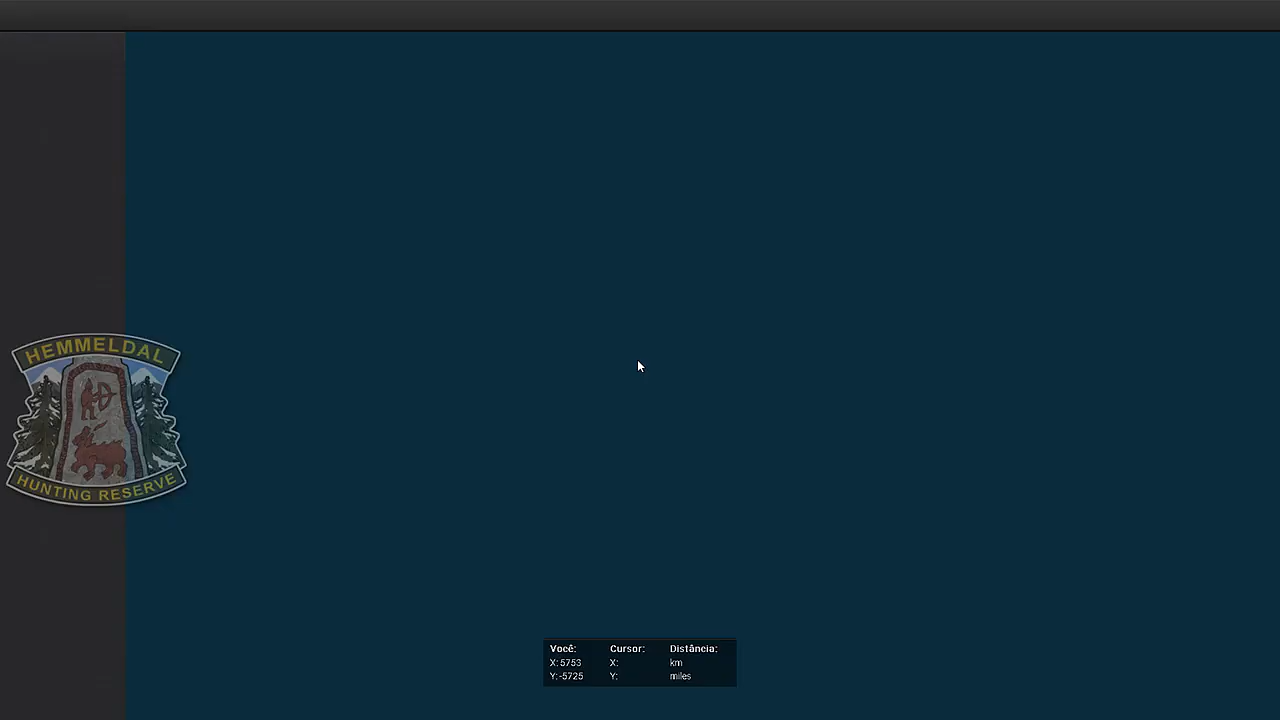 HEMMELDAL
HUNTING RESERVE
Você: Cursor: Distância:
X: 5753 X: km
Y: -5725 Y: miles